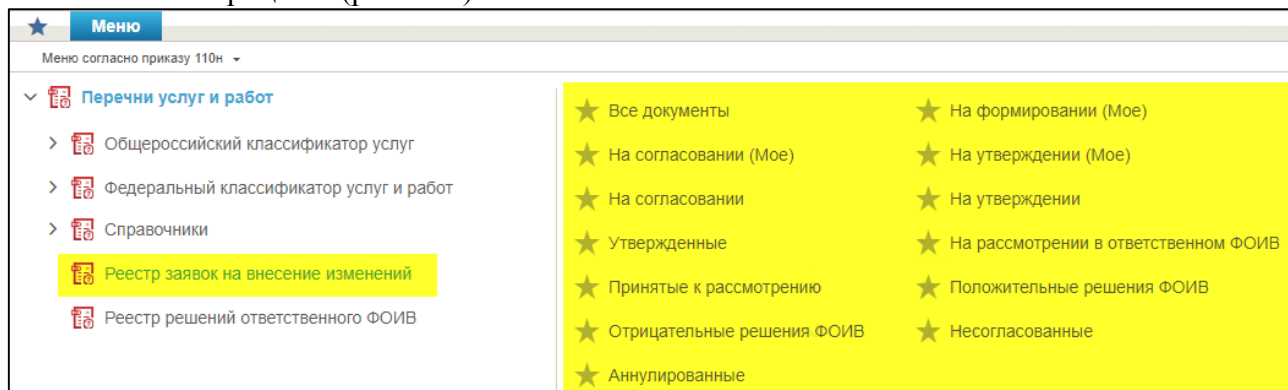 Меню
Меню согласно приказу 110н
Перечни услуг и работ
Общероссийский классификатор услуг
Федеральный классификатор услуг и работ
Справочники
Реестр заявок на внесение изменений
Реестр решений ответственного ФОИВ
Все документы
На формировании (Мое)
На согласовании (Мое)
На утверждении (Мое)
На согласовании
На утверждении
Утвержденные
На рассмотрении в ответственном ФОИВ
Принятые к рассмотрению
Положительные решения ФОИВ
Отрицательные решения ФОИВ
Несогласованные
Аннулированные